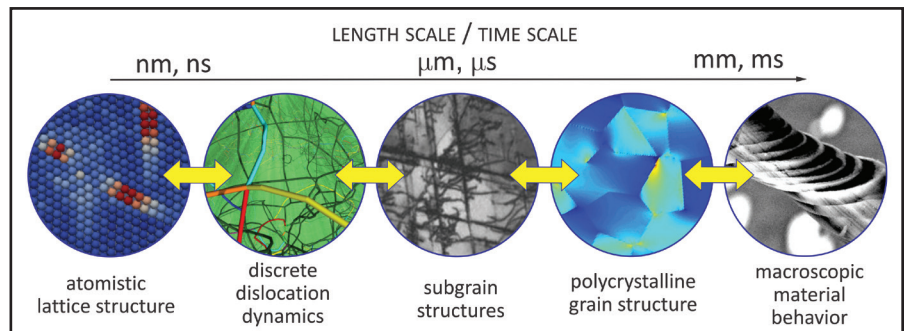 LENGTH SCALE / TIME SCALE
nm, ns μm, μs mm, ms
atomistic
lattice structure
discrete
dislocation
dynamics
subgrain
structures
polycrystalline
grain structure
macroscopic
material
behavior